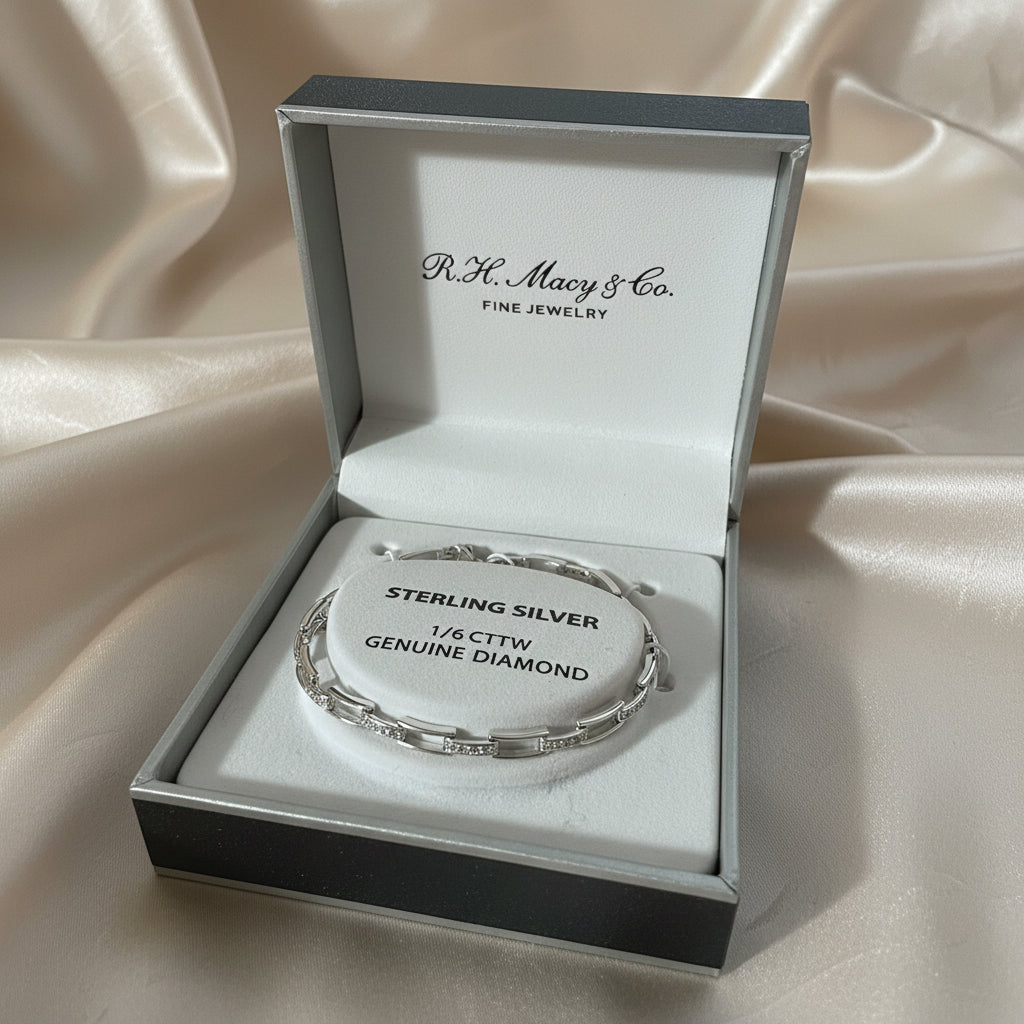 R.H. Macy & Co.
FINE JEWELRY
STERLING SILVER
1/6 CTTW
GENUINE DIAMOND